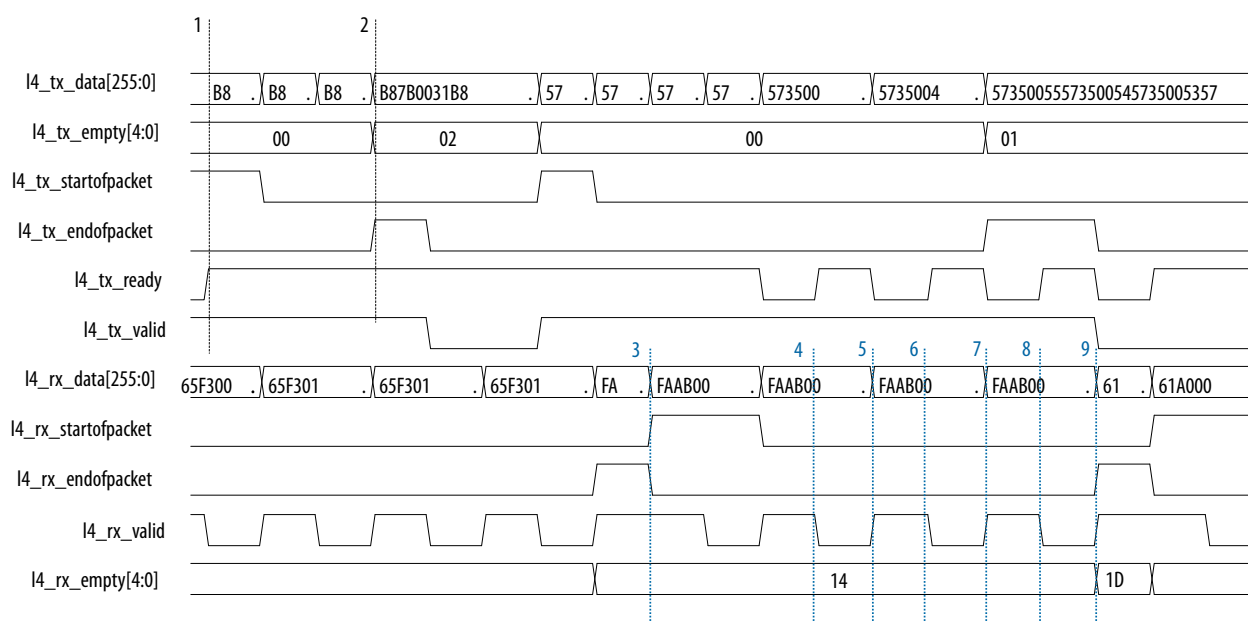 1 2
l4_tx_data[255:0] B8 . B8 . B8 . B87B0031B8 . 57 . 57 . 57 . 57 . 573500 . 5735004 . 573500555735005457350053​57
l4_tx_empty[4:0] 00 02 00 01
l4_tx_startofpacket
l4_tx_endofpacket
l4_tx_ready
l4_tx_valid
3 4 5 6 7 8 9
l4_rx_data[255:0] 65F300 . 65F301 . 65F301 . 65F301 . FA . FAAB00 . FAAB00 . FAAB00 . FAAB00 . 61 . 61A000
l4_rx_startofpacket
l4_rx_endofpacket
l4_rx_valid
l4_rx_empty[4:0] 14 1D